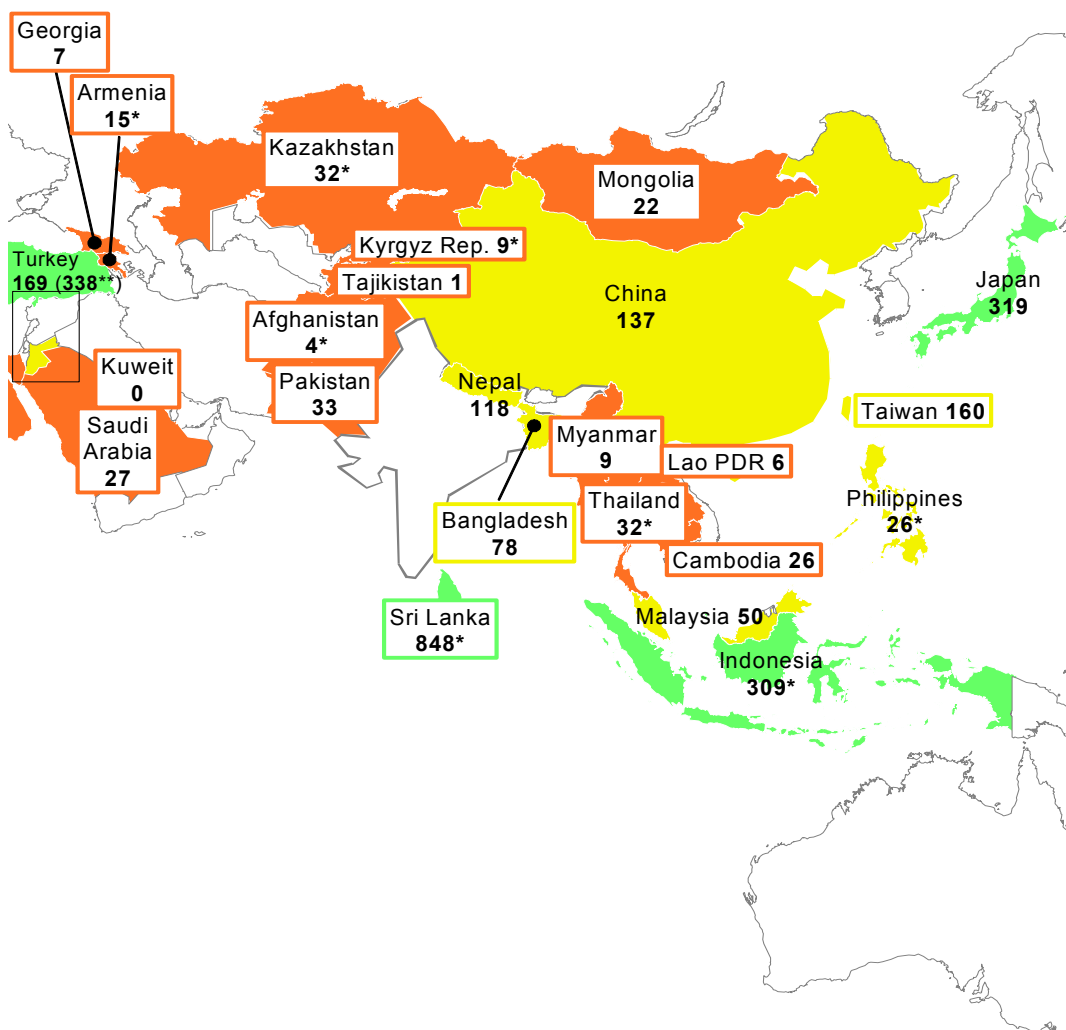 Georgia
7
Armenia
15*
Kazakhstan
32*
Mongolia
22
Kyrgyz Rep. 9*
Turkey
169 (338**)
Tajikistan 1
Japan
319
China
137
Afghanistan
4*
Kuweit
0
Pakistan
33
Nepal
118
Taiwan 160
Saudi
Arabia
27
Myanmar
9
Lao PDR 6
Philippines
26*
Thailand
32*
Bangladesh
78
Cambodia 26
Sri Lanka
848*
Malaysia 50
Indonesia
309*